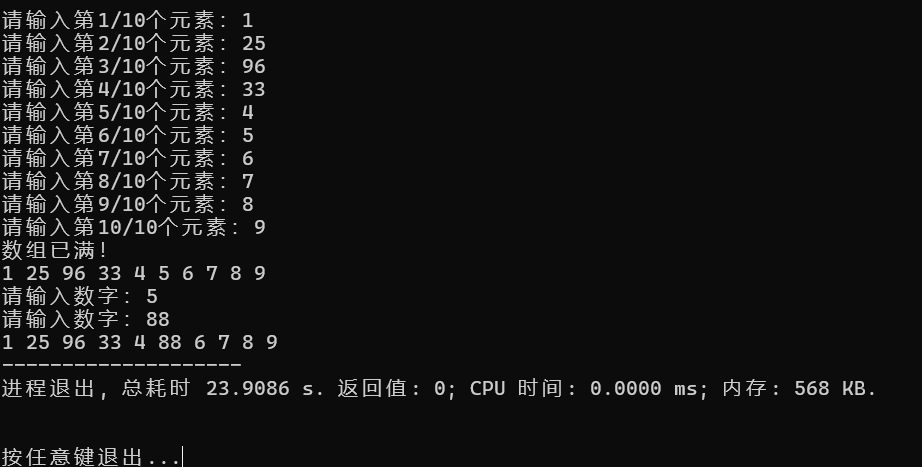 请输入第1/10个元素: 1
请输入第2/10个元素: 25
请输入第3/10个元素: 96
请输入第4/10个元素: 33
请输入第5/10个元素: 4
请输入第6/10个元素: 5
请输入第7/10个元素: 6
请输入第8/10个元素: 7
请输入第9/10个元素: 8
请输入第10/10个元素: 9
数组已满!
1 25 96 33 4 5 6 7 8 9
请输入数字: 5
请输入数字: 88
1 25 96 33 4 88 6 7 8 9
--------------------
进程退出, 总耗时 23.9086 s. 返回值: 0; CPU 时间: 0.0000 ms; 内存: 568 KB.
按任意键退出...